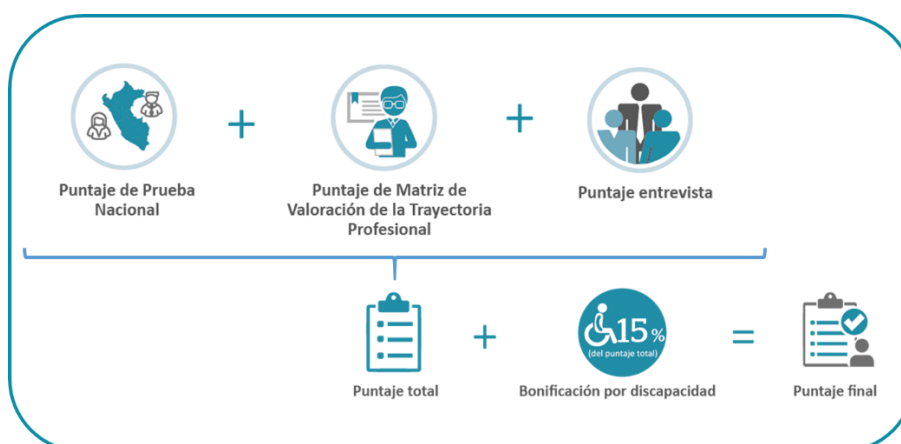 Puntaje de Prueba
Nacional
+
Puntaje de Matriz de
Valoración de la Trayectoria
Profesional
+
Puntaje entrevista
Puntaje total
+
15%
(del puntaje total)
Bonificación por discapacidad
=
Puntaje final